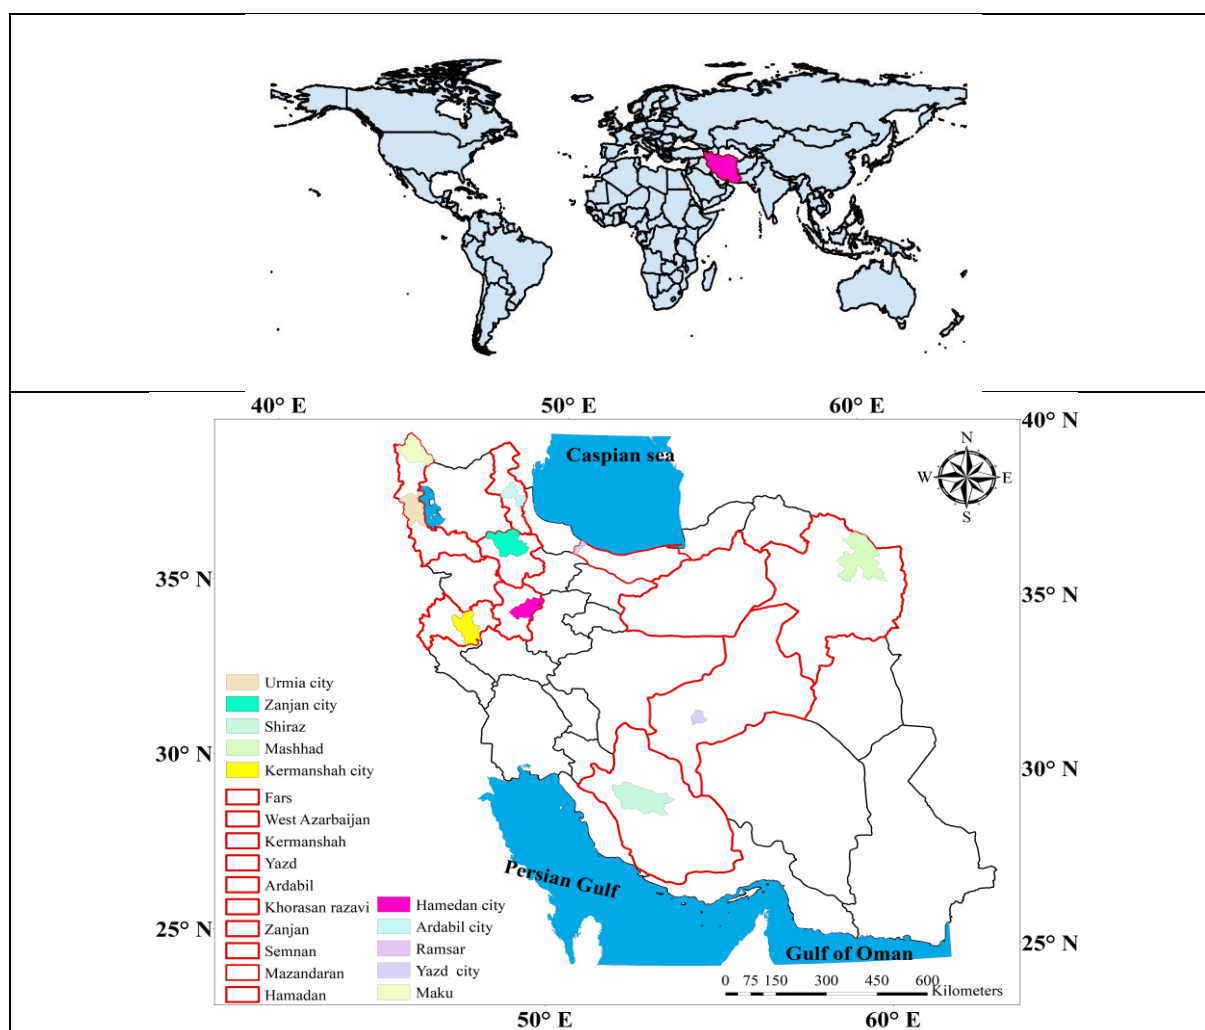 40° E 50° E 60° E
40° N
Caspian sea
N
W E
S
35° N 35° N
Urmia city
Zanjan city
Shiraz
Mashhad
Kermanshah city
30° N 30° N
Fars
West Azarbaijan
Kermanshah
Yazd
Ardabil
Khorasan razavi
Zanjan
Semnan
Mazandaran
Hamadan
Hamedan city
Ardabil city
Ramsar
Yazd city
Maku
Persian Gulf
Gulf of Oman
25° N 25° N
0 75 150 300 450 600
Kilometers
50° E 60° E